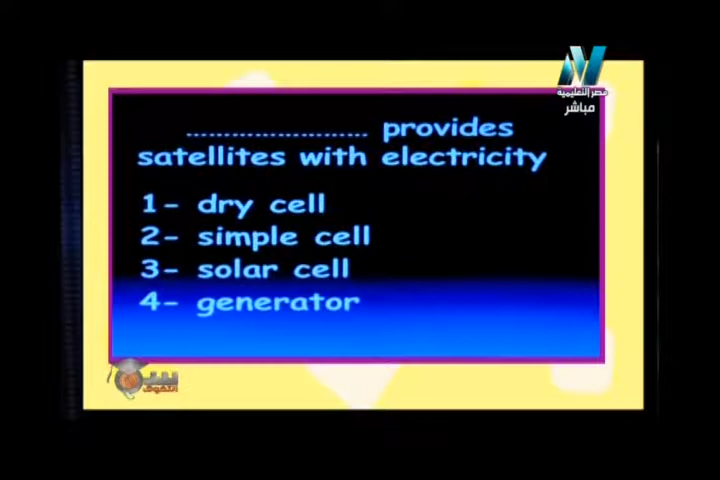 مصر التعليمية
مباشر
........................ provides
satellites with electricity
1- dry cell
2- simple cell
3- solar cell
4- generator